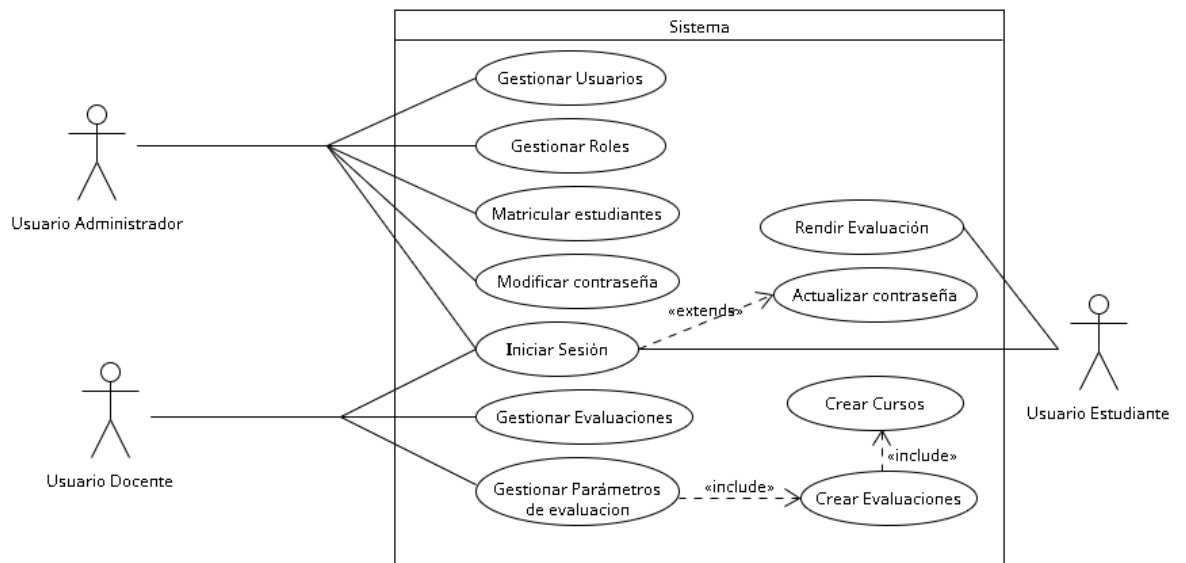 Sistema
Gestionar Usuarios
Gestionar Roles
Usuario Administrador
Matricular estudiantes
Rendir Evaluación
Modificar contraseña
Actualizar contraseña
«extends»
Iniciar Sesión
Usuario Estudiante
Crear Cursos
Gestionar Evaluaciones
«include»
Usuario Docente
Gestionar Parámetros
de evaluacion
«include»
Crear Evaluaciones